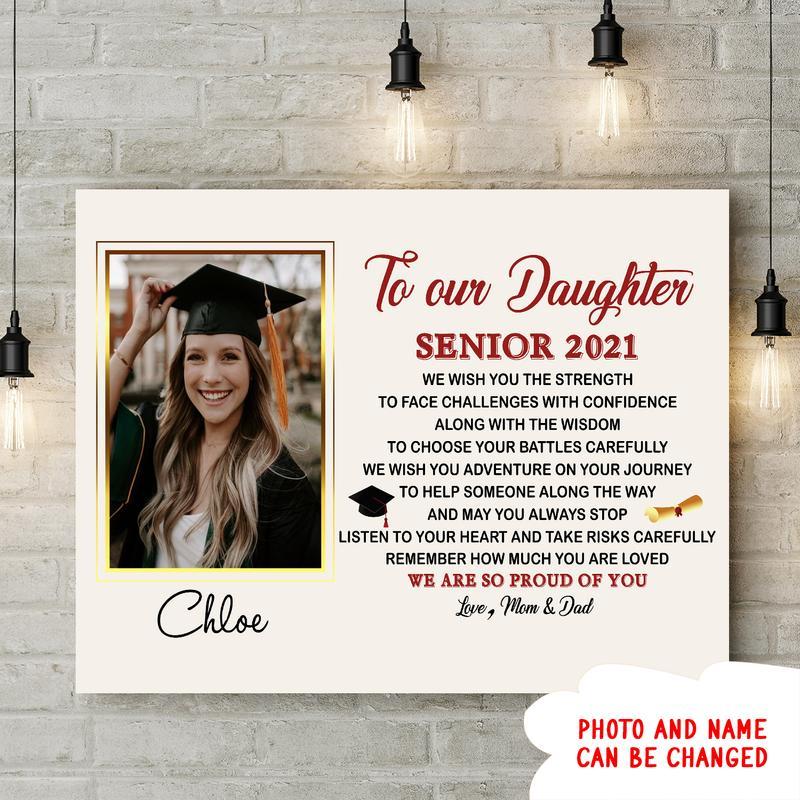 To our Daughter
SENIOR 2021
WE WISH YOU THE STRENGTH
TO FACE CHALLENGES WITH CONFIDENCE
ALONG WITH THE WISDOM
TO CHOOSE YOUR BATTLES CAREFULLY
WE WISH YOU ADVENTURE ON YOUR JOURNEY
TO HELP SOMEONE ALONG THE WAY
AND MAY YOU ALWAYS STOP
LISTEN TO YOUR HEART AND TAKE RISKS CAREFULLY
REMEMBER HOW MUCH YOU ARE LOVED
WE ARE SO PROUD OF YOU
Love, Mom & Dad
Chloe
PHOTO AND NAME
CAN BE CHANGED